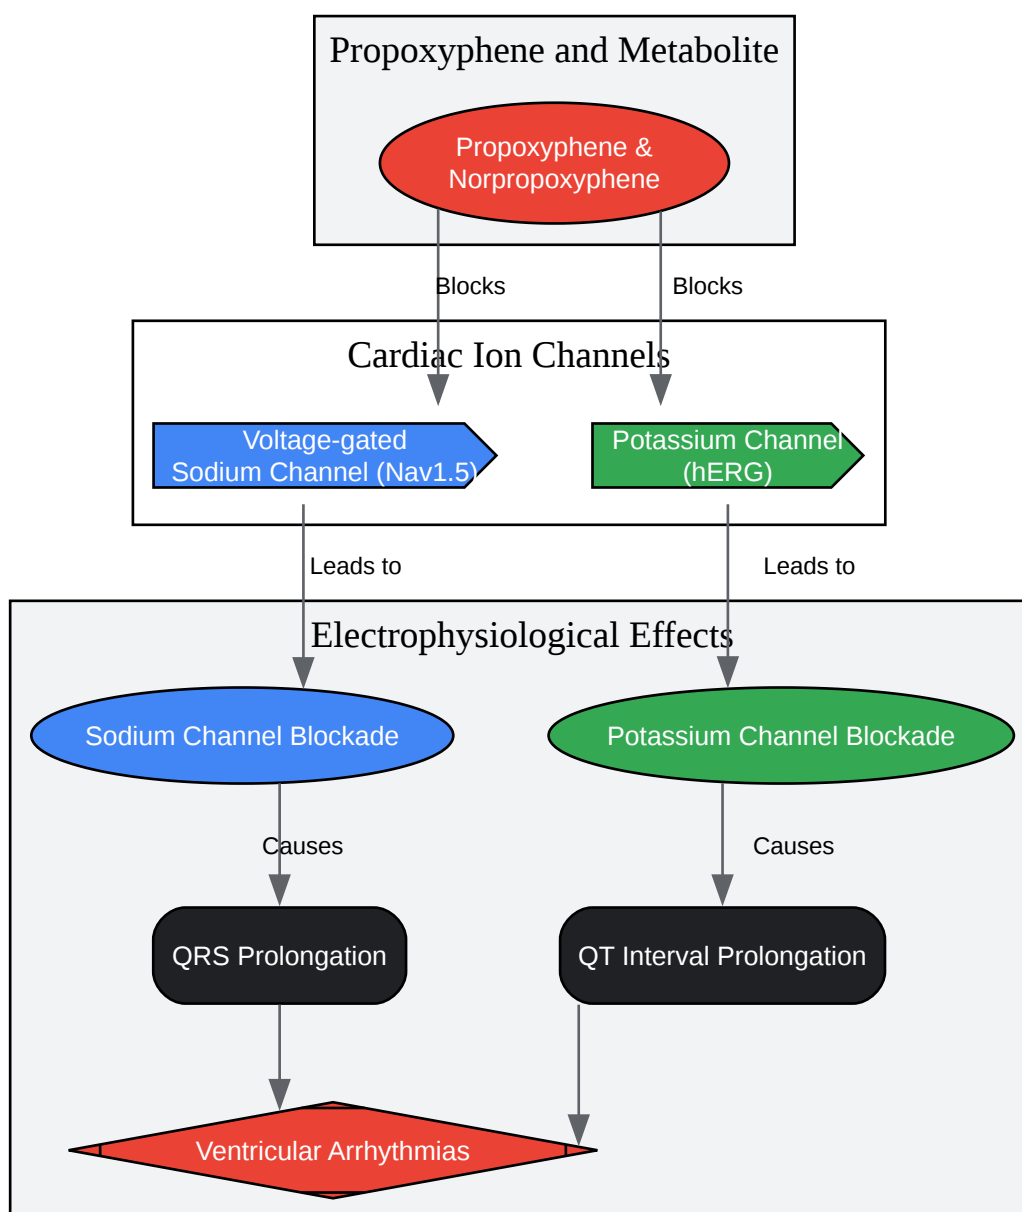 Propoxyphene and Metabolite
Propoxyphene &
Norpropoxyphene
Blocks
Blocks
Cardiac Ion Channels
Voltage-gated
Sodium Channel (Nav1.5)
Potassium Channel
(hERG)
Leads to
Leads to
Electrophysiological Effects
Sodium Channel Blockade
Potassium Channel Blockade
Causes
Causes
QRS Prolongation
QT Interval Prolongation
Ventricular Arrhythmias